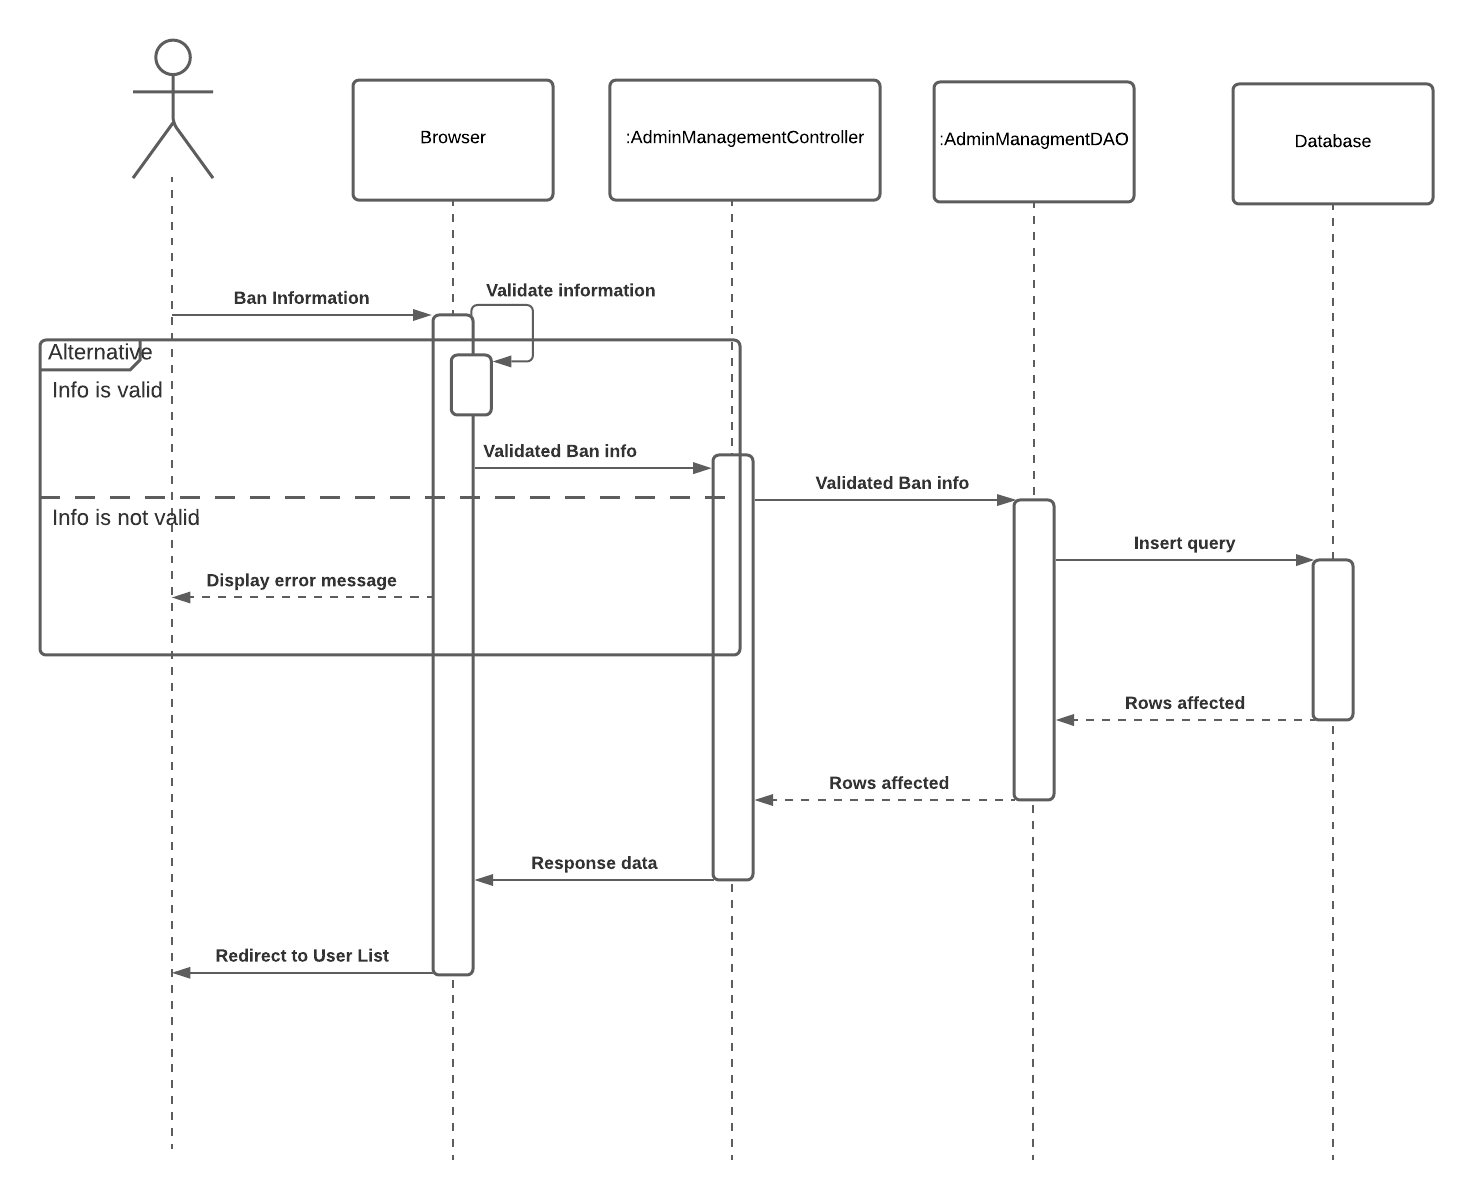 Browser
:AdminManagementController
:AdminManagmentDAO
Database
Validate information
Ban Information
Alternative
Info is valid
Validated Ban info
Validated Ban info
Info is not valid
Insert query
Display error message
Rows affected
Rows affected
Response data
Redirect to User List